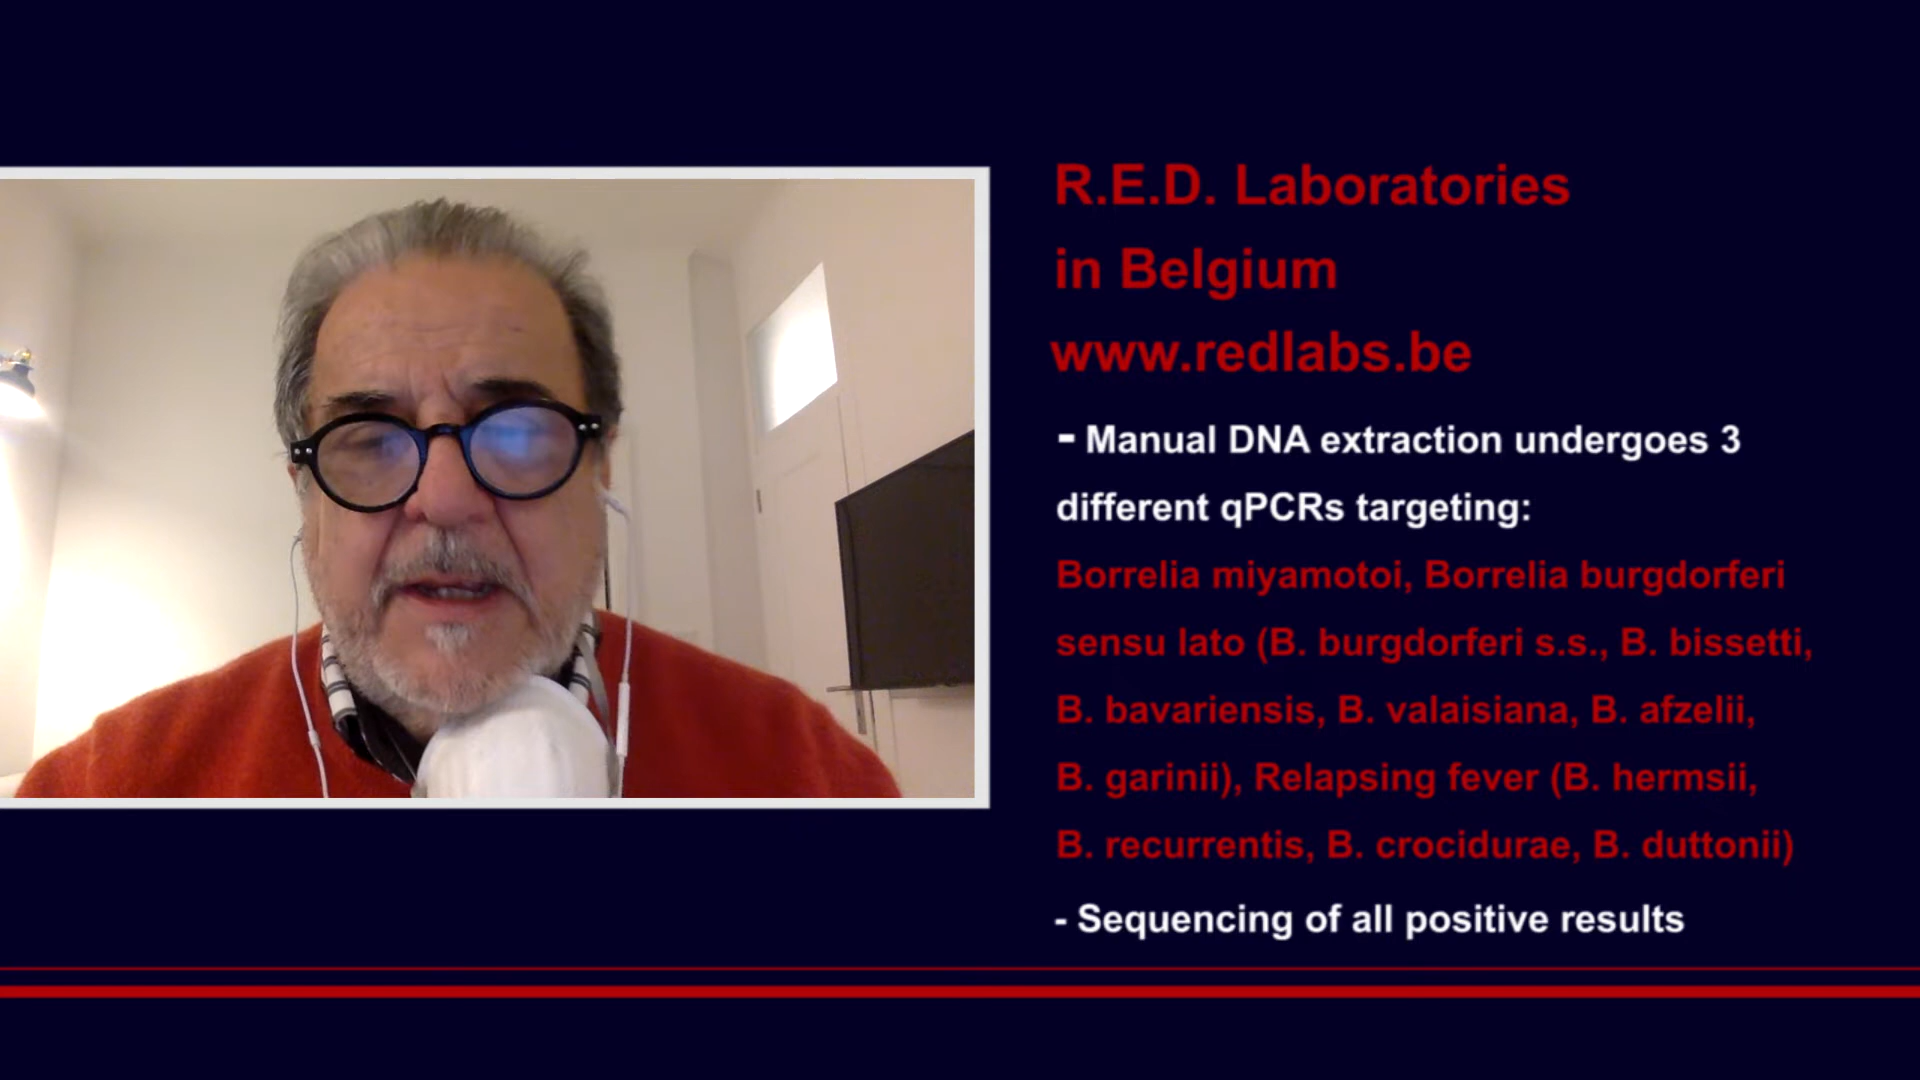 R.E.D. Laboratories
in Belgium
www.redlabs.be
- Manual DNA extraction undergoes 3
different qPCRs targeting:
Borrelia miyamotoi, Borrelia burgdorferi
sensu lato (B. burgdorferi s.s., B. bissetti,
B. bavariensis, B. valaisiana, B. afzelii,
B. garinii), Relapsing fever (B. hermsii,
B. recurrentis, B. crocidurae, B. duttonii)
- Sequencing of all positive results